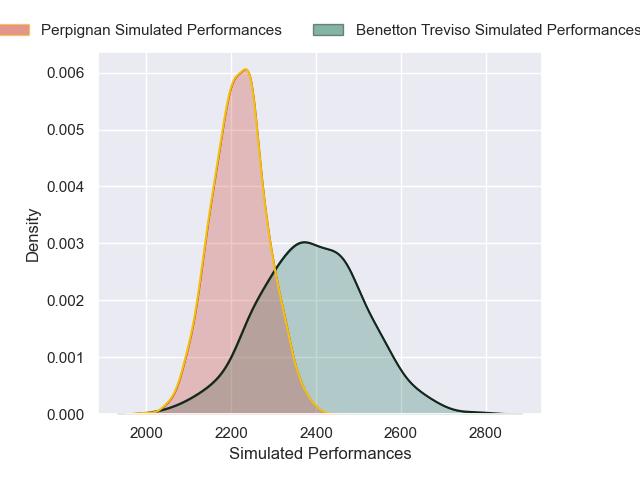 Perpignan Simulated Performances
Benetton Treviso Simulated Performances
0.006
0.005
0.004
0.003
0.002
0.001
0.000
Density
2000 2200 2400 2600 2800
Simulated Performances